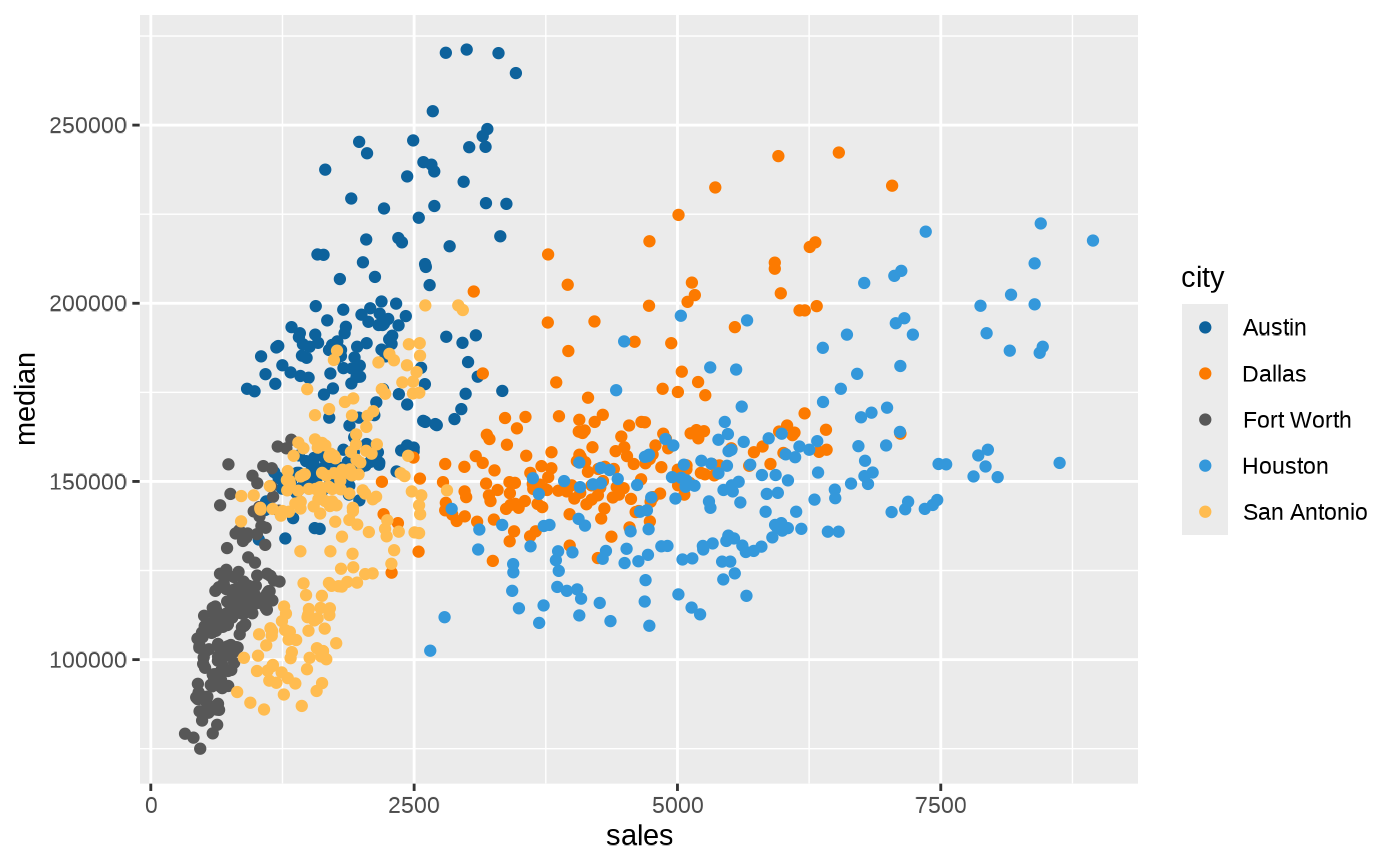 250000
200000
150000
100000
median
0
2500
5000
7500
sales
city
Austin
Dallas
Fort Worth
Houston
San Antonio